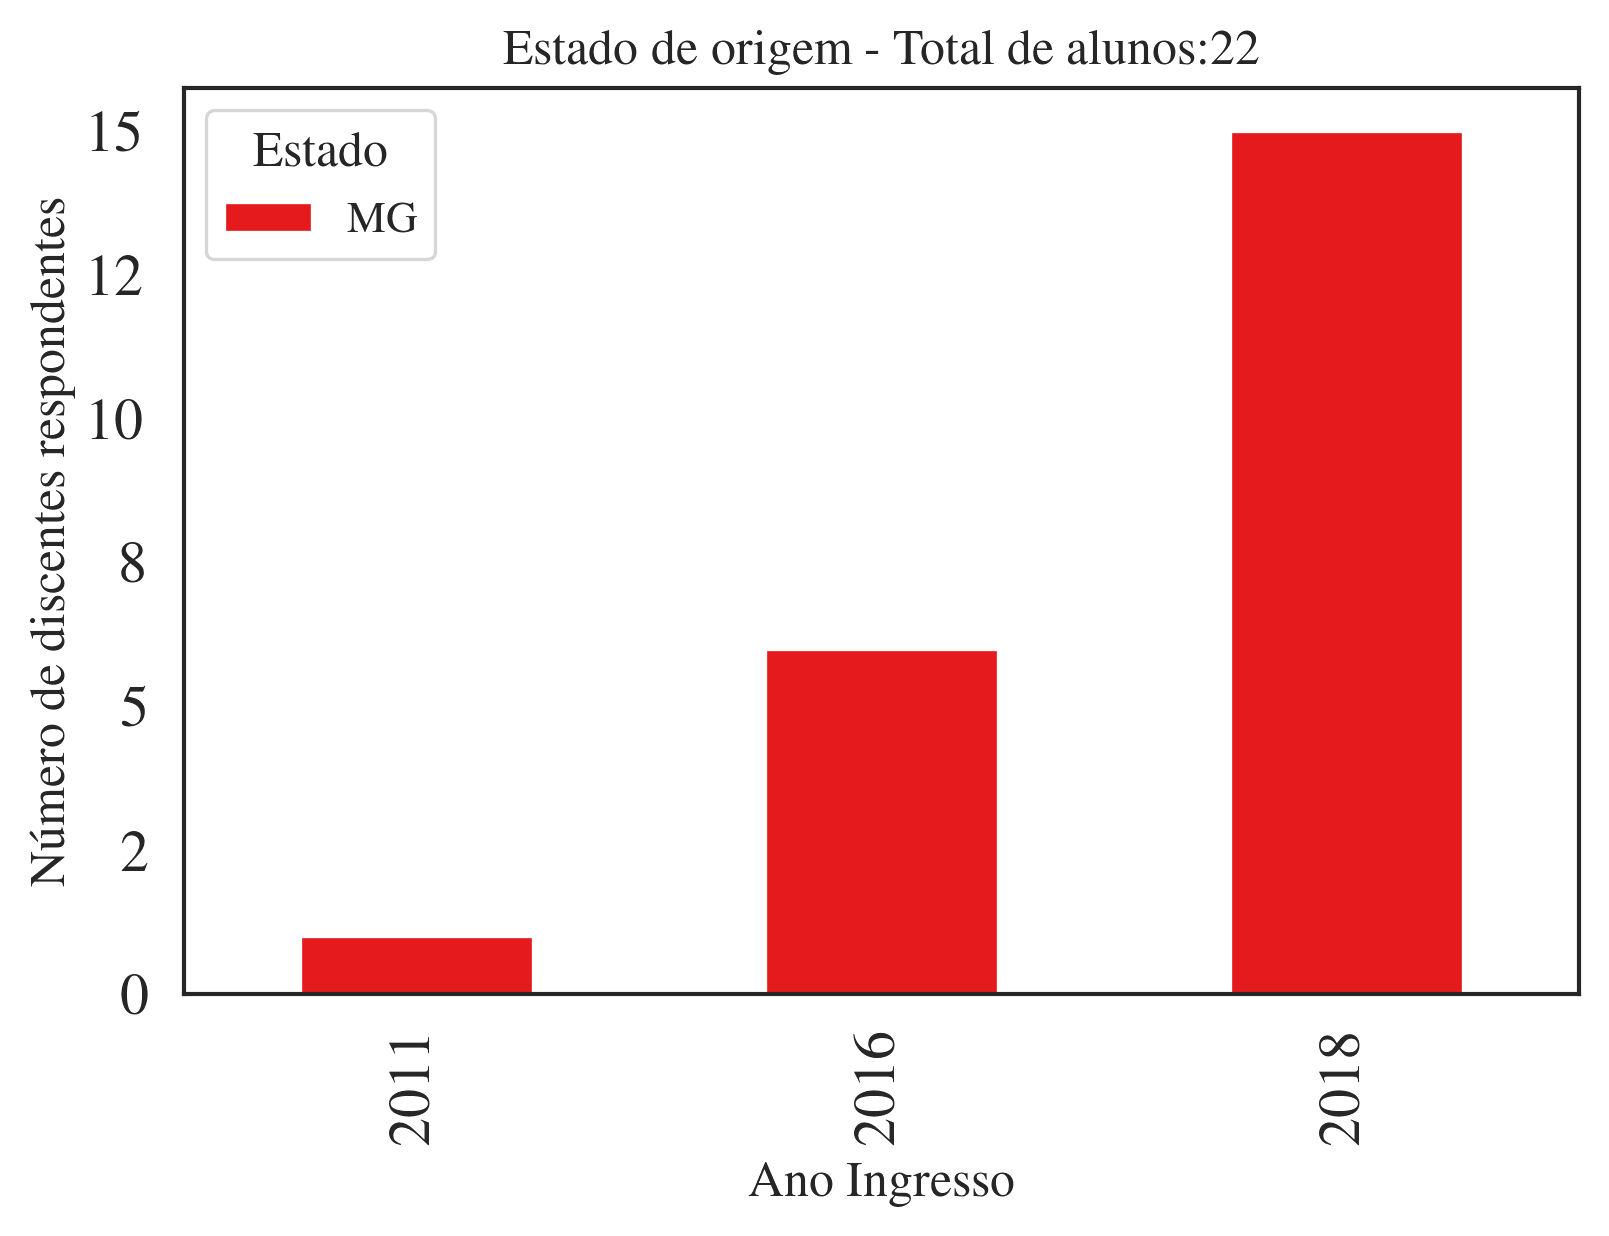 Estado de origem - Total de alunos:22
Estado
MG
Número de discentes respondentes
15
12
10
8
5
2
0
2011
2016
2018
Ano Ingresso